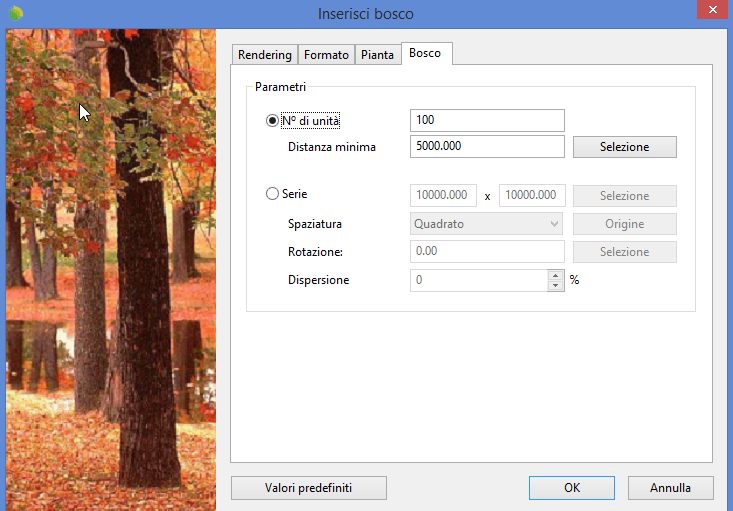 Inserisci bosco
Rendering Formato Pianta Bosco
Parametri
Nº di unità 100
Distanza minima 5000.000 Selezione
Serie 10000.000 x 10000.000 Selezione
Spaziatura Quadrato Origine
Rotazione: 0.00 Selezione
Dispersione 0 %
Valori predefiniti OK Annulla